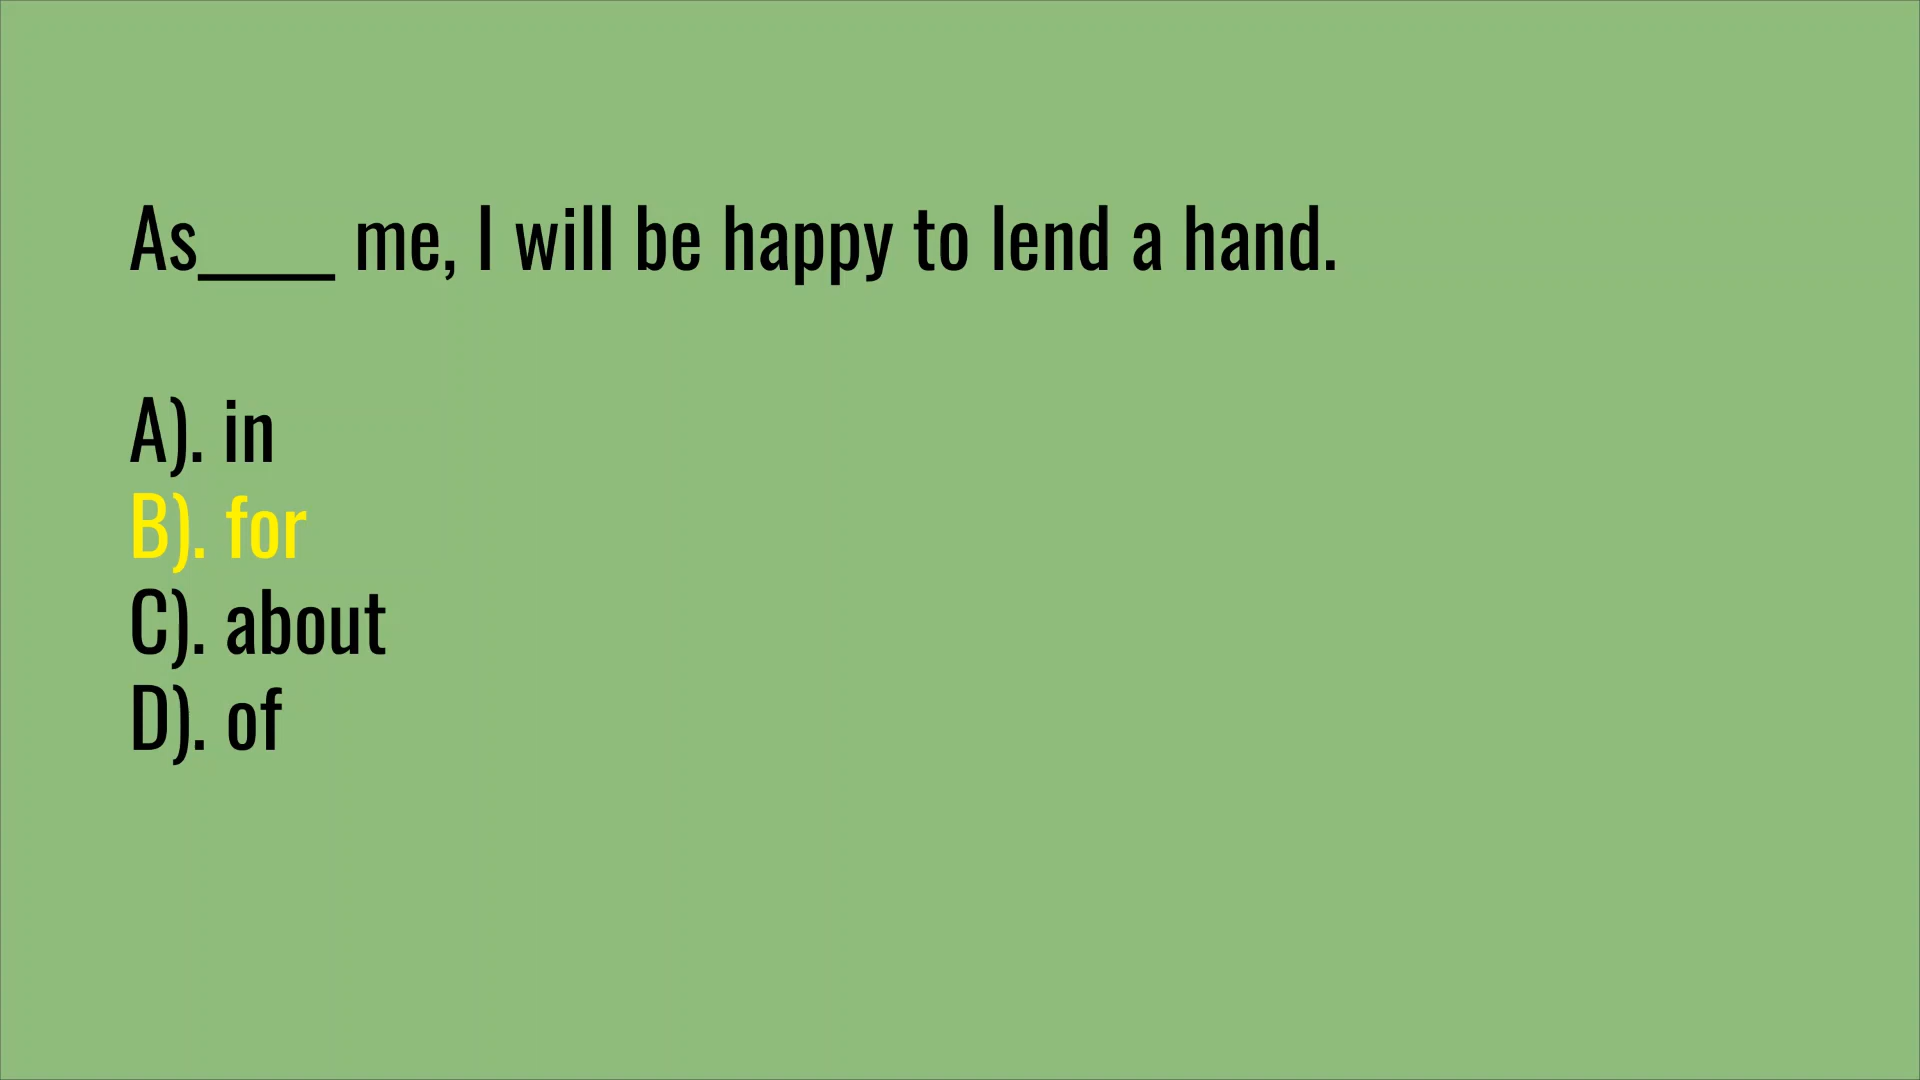 As____ me, I will be happy to lend a hand.
A). in
B). for
C). about
D). of